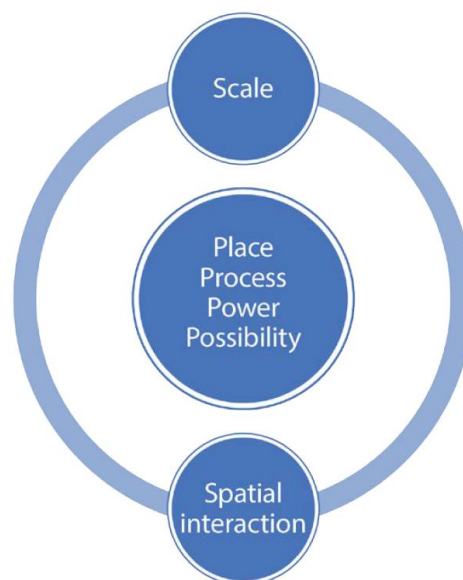 Scale
Place
Process
Power
Possibility
Spatial
interaction